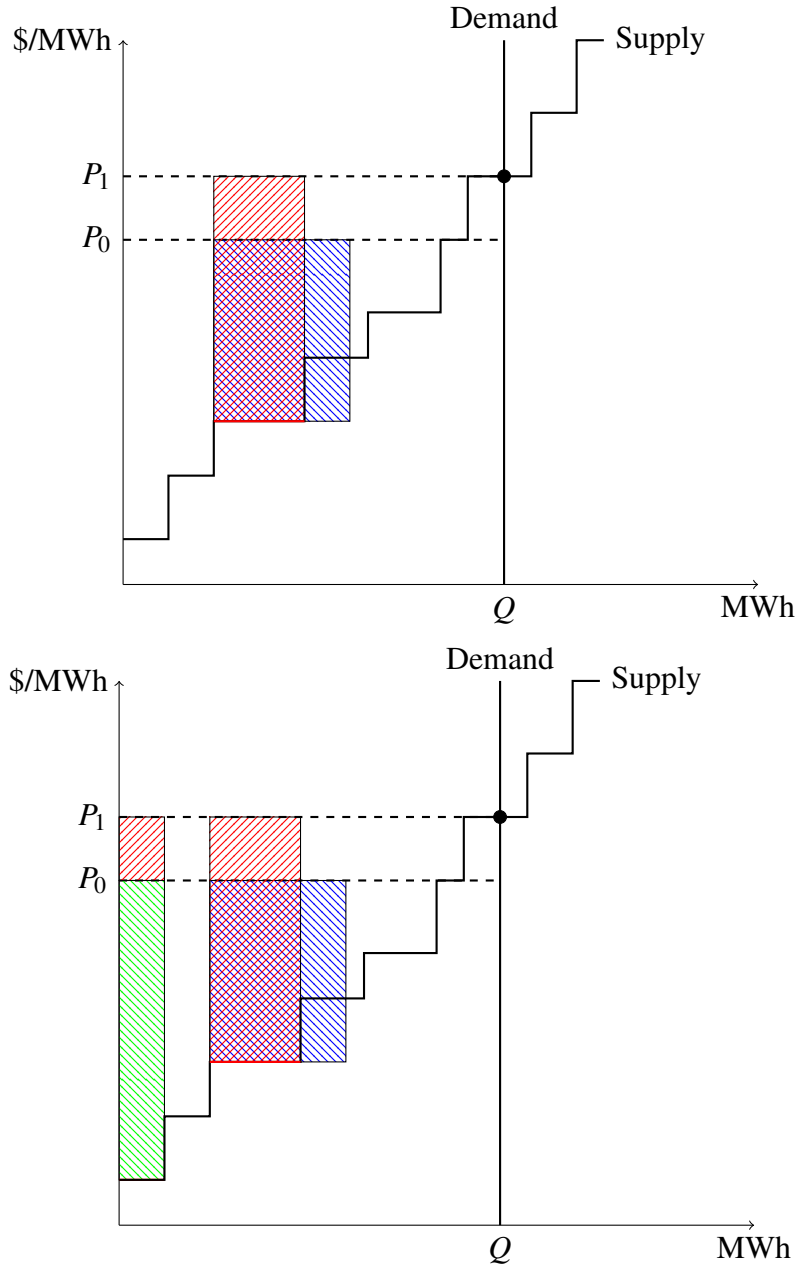 Demand
$/MWh
Supply
P1
P0
Q
MWh
Demand
$/MWh
Supply
P1
P0
Q
MWh